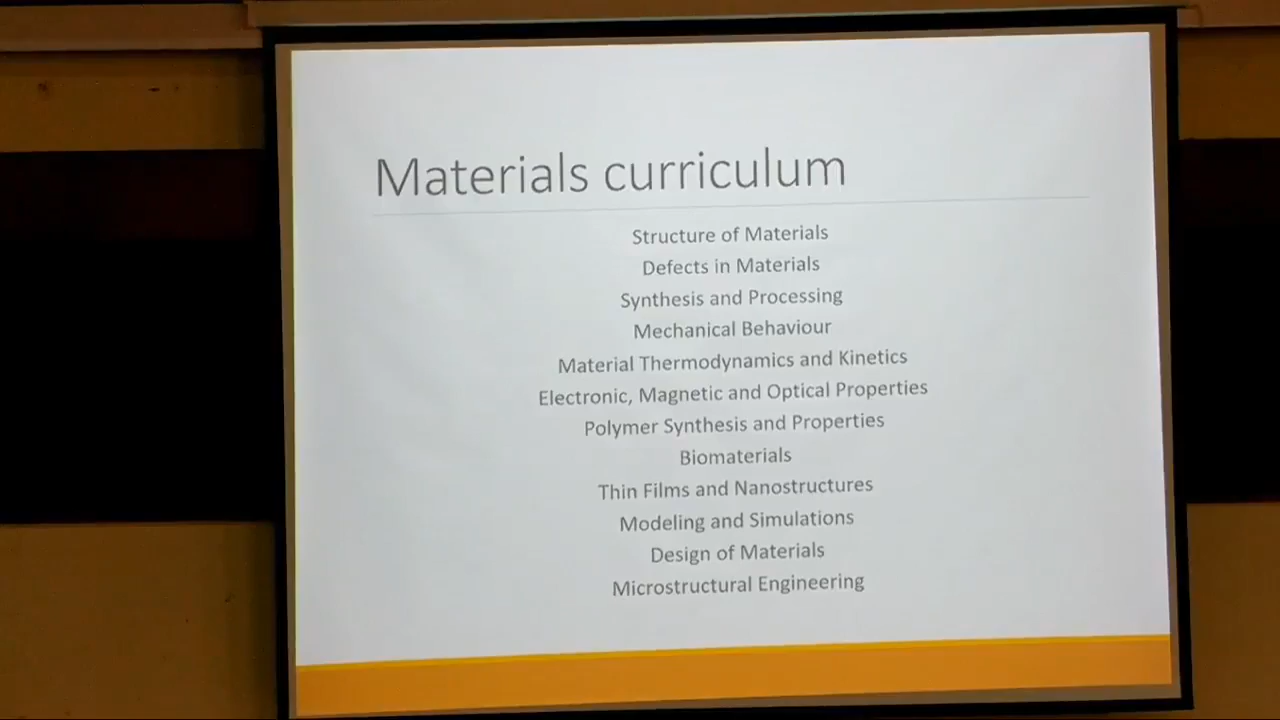 Materials curriculum
Structure of Materials
Defects in Materials
Synthesis and Processing
Mechanical Behaviour
Material Thermodynamics and Kinetics
Electronic, Magnetic and Optical Properties
Polymer Synthesis and Properties
Biomaterials
Thin Films and Nanostructures
Modeling and Simulations
Design of Materials
Microstructural Engineering